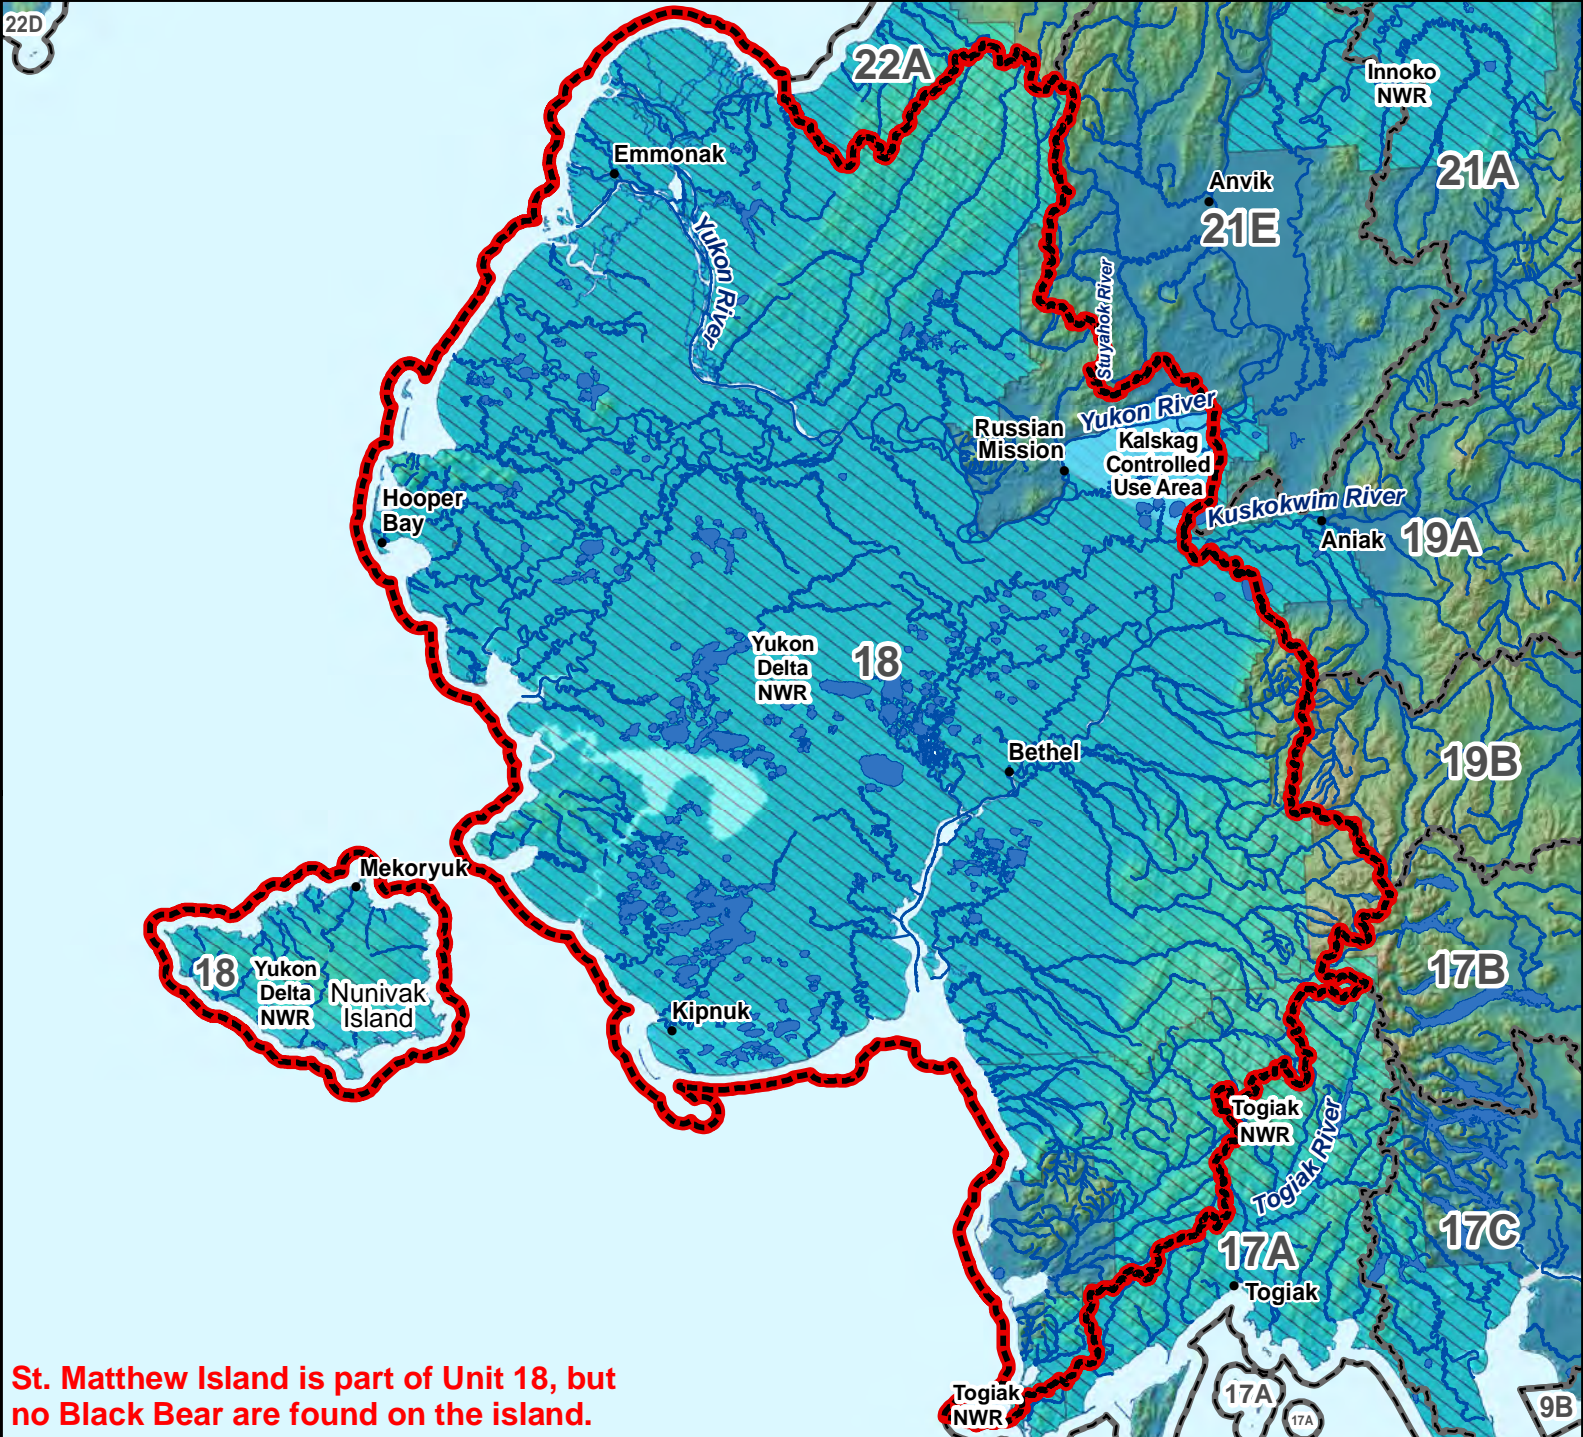 22D
22A
Innoko
NWR
21A
Emmonak
Anvik
21E
Yukon River
Stuyahok River
Yukon River
Russian
Mission
Kalskag
Controlled
Use Area
Hooper
Bay
Kuskokwim River
Aniak
19A
Yukon
Delta
NWR
18
Bethel
19B
Mekoryuk
18
Yukon
Delta
NWR
Nunivak
Island
17B
Kipnuk
Togiak
NWR
Togiak River
17C
17A
Togiak
St. Matthew Island is part of Unit 18, but
no Black Bear are found on the island.
Togiak
NWR
17A
17A
9B